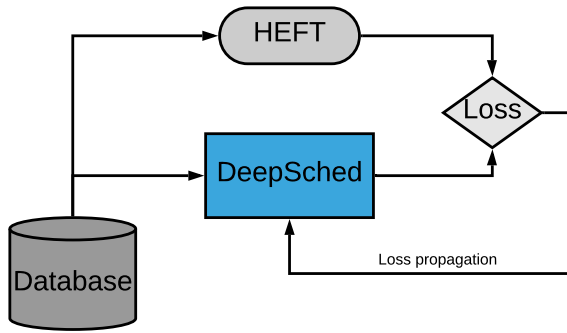 HEFT
Loss
DeepSched
Loss propagation
Database